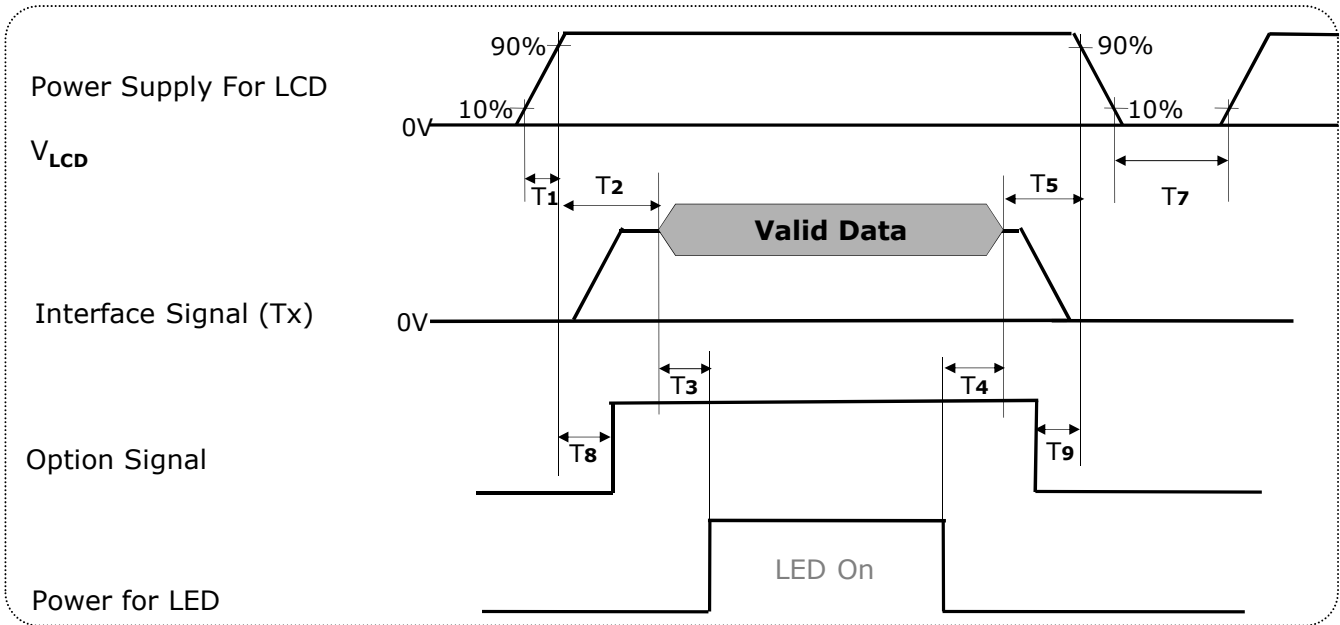 90%
90%
Power Supply For LCD
10%
10%
0V
VLCD
T1
T2
T5
T7
Valid Data
Interface Signal (Tx)
0V
T3
T4
T8
T9
Option Signal
LED On
Power for LED